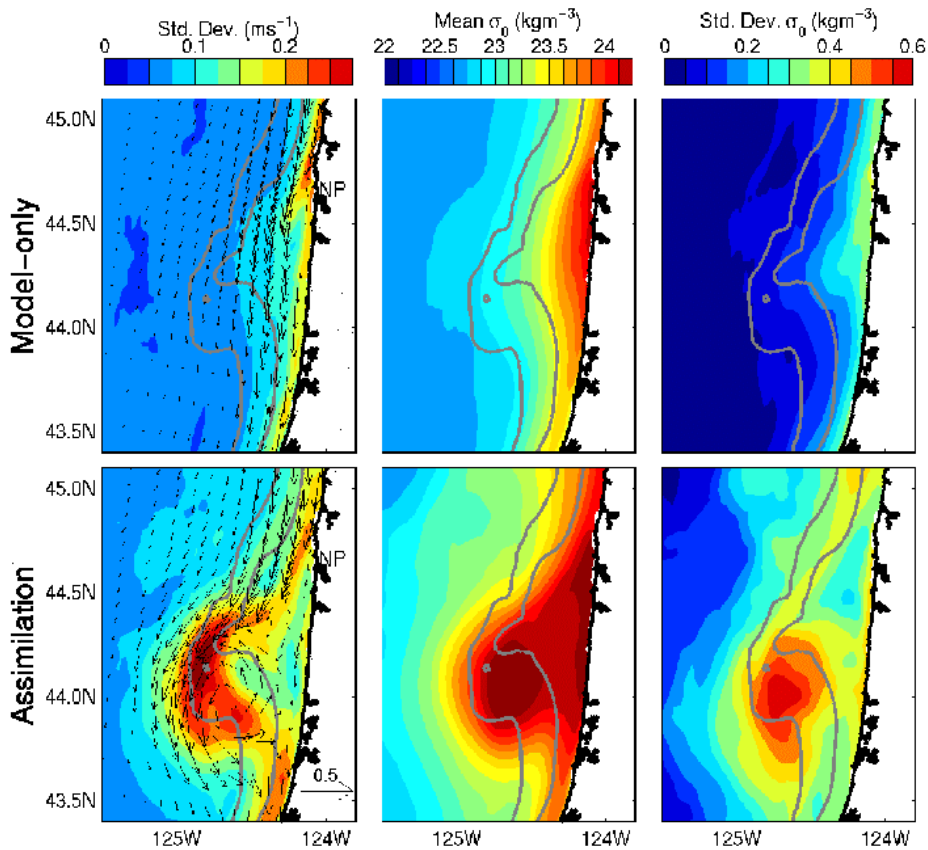 Std. Dev. (ms⁻¹)
0 0.1 0.2
Mean σ₀ (kgm⁻³)
22 22.5 23 23.5 24
Std. Dev. σ₀ (kgm⁻³)
0 0.2 0.4 0.6
Model-only
45.0N
44.5N
44.0N
43.5N
NP
Assimilation
45.0N
44.5N
44.0N
43.5N
NP
0.5
125W 124W
125W 124W
125W 124W